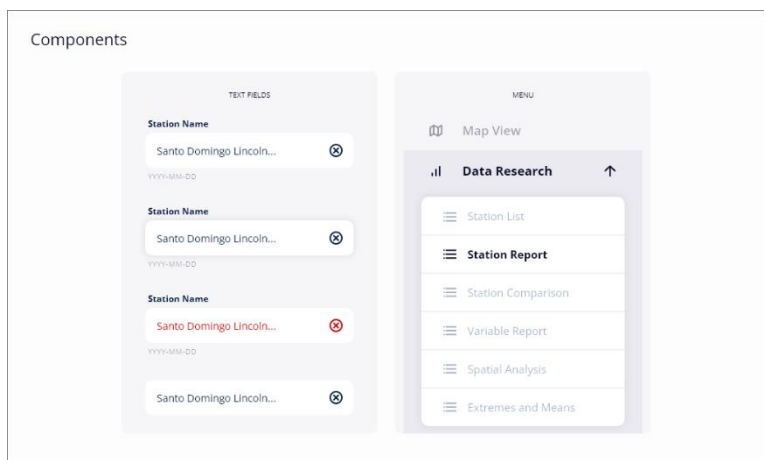 Components
TEXT FIELDS
Station Name
Santo Domingo Lincoln...
YYYY-MM-DD
Station Name
Santo Domingo Lincoln...
YYYY-MM-DD
Station Name
Santo Domingo Lincoln...
YYYY-MM-DD
Santo Domingo Lincoln...
MENU
Map View
Data Research
Station List
Station Report
Station Comparison
Variable Report
Spatial Analysis
Extremes and Means